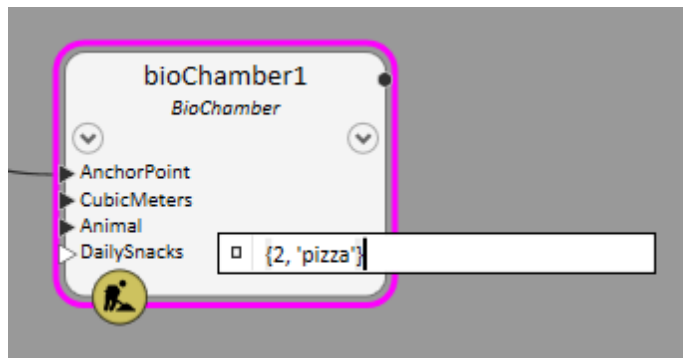 bioChamber1
BioChamber
AnchorPoint
CubicMeters
Animal
DailySnacks
{2, 'pizza'}